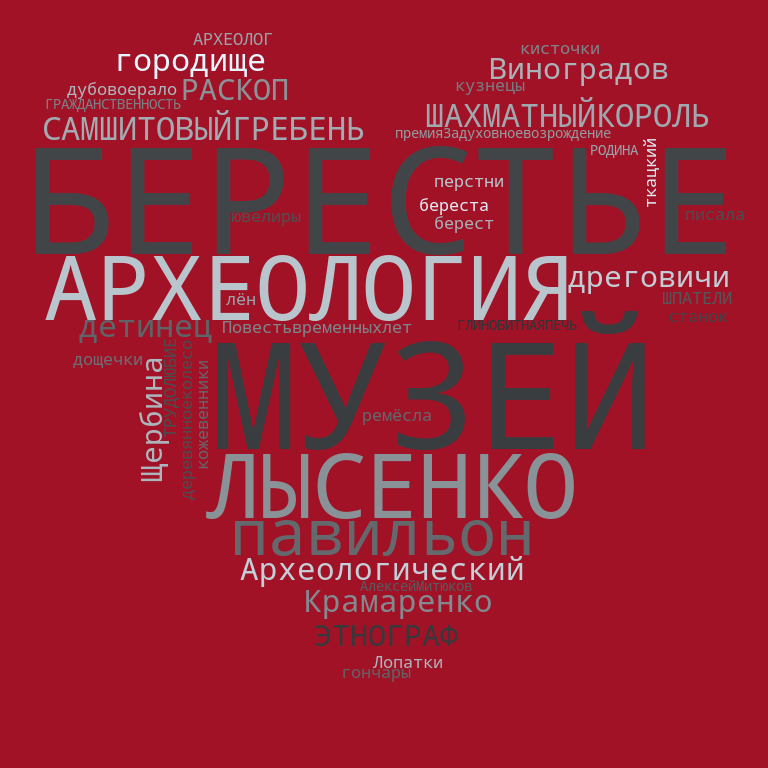 АРХЕОЛОГ
кисточки
городище
Виноградов
дубовоерало
РАСКОП
кузнецы
ГРАЖДАНСТВЕННОСТЬ
САМШИТОВЫЙГРЕБЕНЬ
ШАХМАТНЫЙКОРОЛЬ
премияЗадуховноевозрождение
РОДИНА
ткацкий
БЕРЕСТЬЕ
перстни
береста
ювелиры
берест
писала
АРХЕОЛОГИЯ
дреговичи
лён
ШПАТЕЛИ
станок
детинец
Повестьвременныхлет
ГЛИНОБИТНАЯПЕЧЬ
дощечки
ТРУДОЛЮБИЕ
деревянноеколесо
кожевенники
Щербина
МУЗЕЙ
ремёсла
ЛЫСЕНКО
павильон
Археологический
АлексейМитюков
Крамаренко
ЭТНОГРАФ
Лопатки
гончары